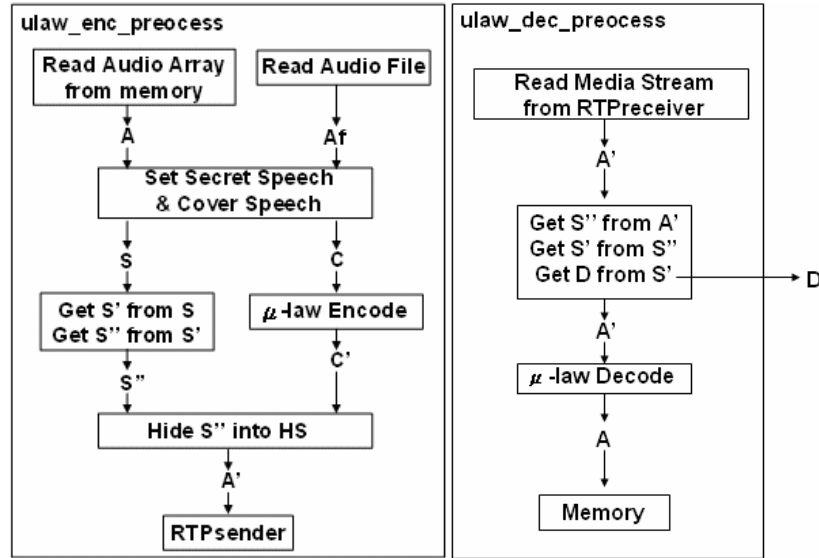 ulaw_enc_preocess
Read Audio Array
from memory
Read Audio File
A
Af
Set Secret Speech
& Cover Speech
S
C
Get S' from S
Get S'' from S'
μ-law Encode
S''
C'
Hide S'' into HS
A'
RTPsender
ulaw_dec_preocess
Read Media Stream
from RTPreceiver
A'
Get S'' from A'
Get S' from S''
Get D from S'
D
A'
μ-law Decode
A
Memory